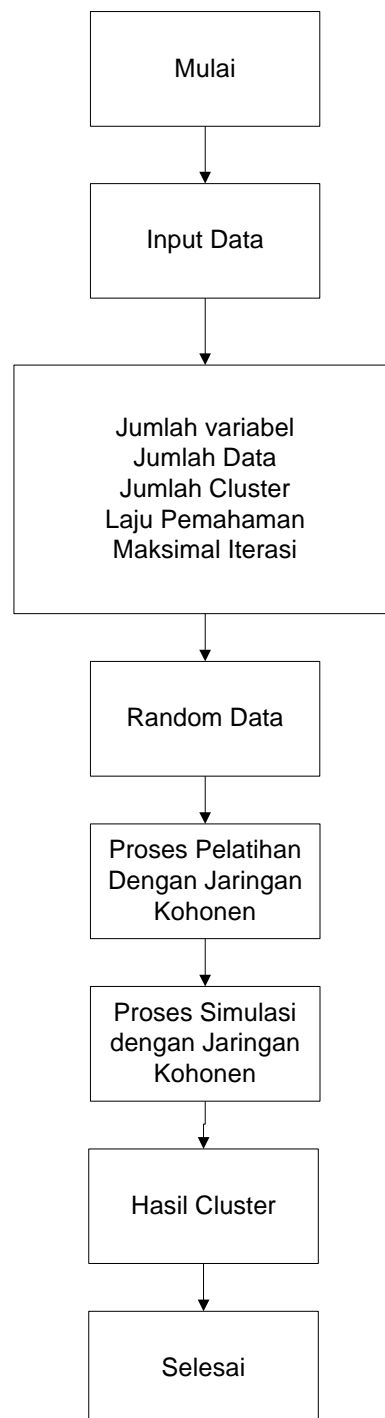 Mulai
Input Data
Jumlah variabel
Jumlah Data
Jumlah Cluster
Laju Pemahaman
Maksimal Iterasi
Random Data
Proses Pelatihan
Dengan Jaringan
Kohonen
Proses Simulasi
dengan Jaringan
Kohonen
Hasil Cluster
Selesai